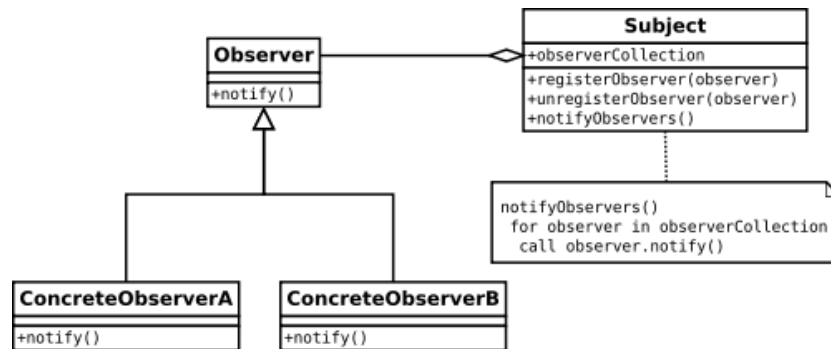 Observer
+notify()
Subject
+observerCollection
+registerObserver(observer)
+unregisterObserver(observer)
+notifyObservers()
notifyObservers()
for observer in observerCollection
call observer.notify()
ConcreteObserverA
+notify()
ConcreteObserverB
+notify()